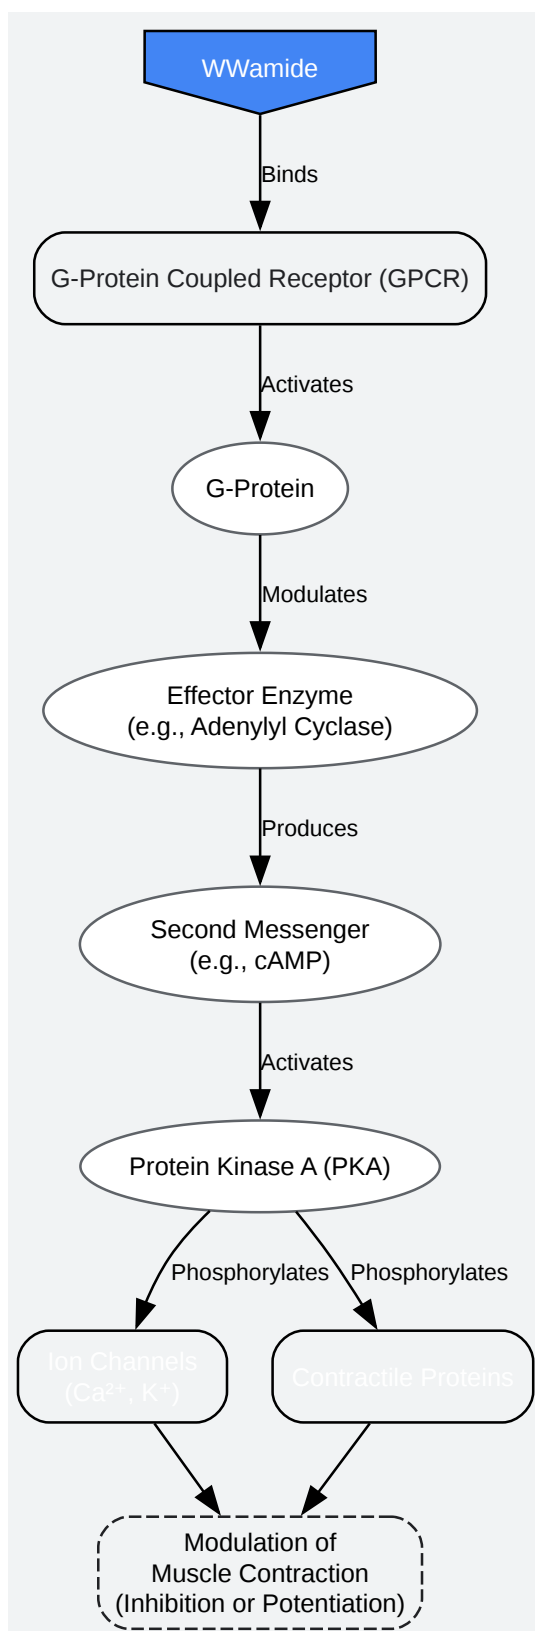 WWamide
Binds
G-Protein Coupled Receptor (GPCR)
Activates
G-Protein
Modulates
Effector Enzyme
(e.g., Adenylyl Cyclase)
Produces
Second Messenger
(e.g., cAMP)
Activates
Protein Kinase A (PKA)
Phosphorylates
Phosphorylates
Ion Channels
(Ca²⁺, K⁺)
Contractile Proteins
Modulation of
Muscle Contraction
(Inhibition or Potentiation)